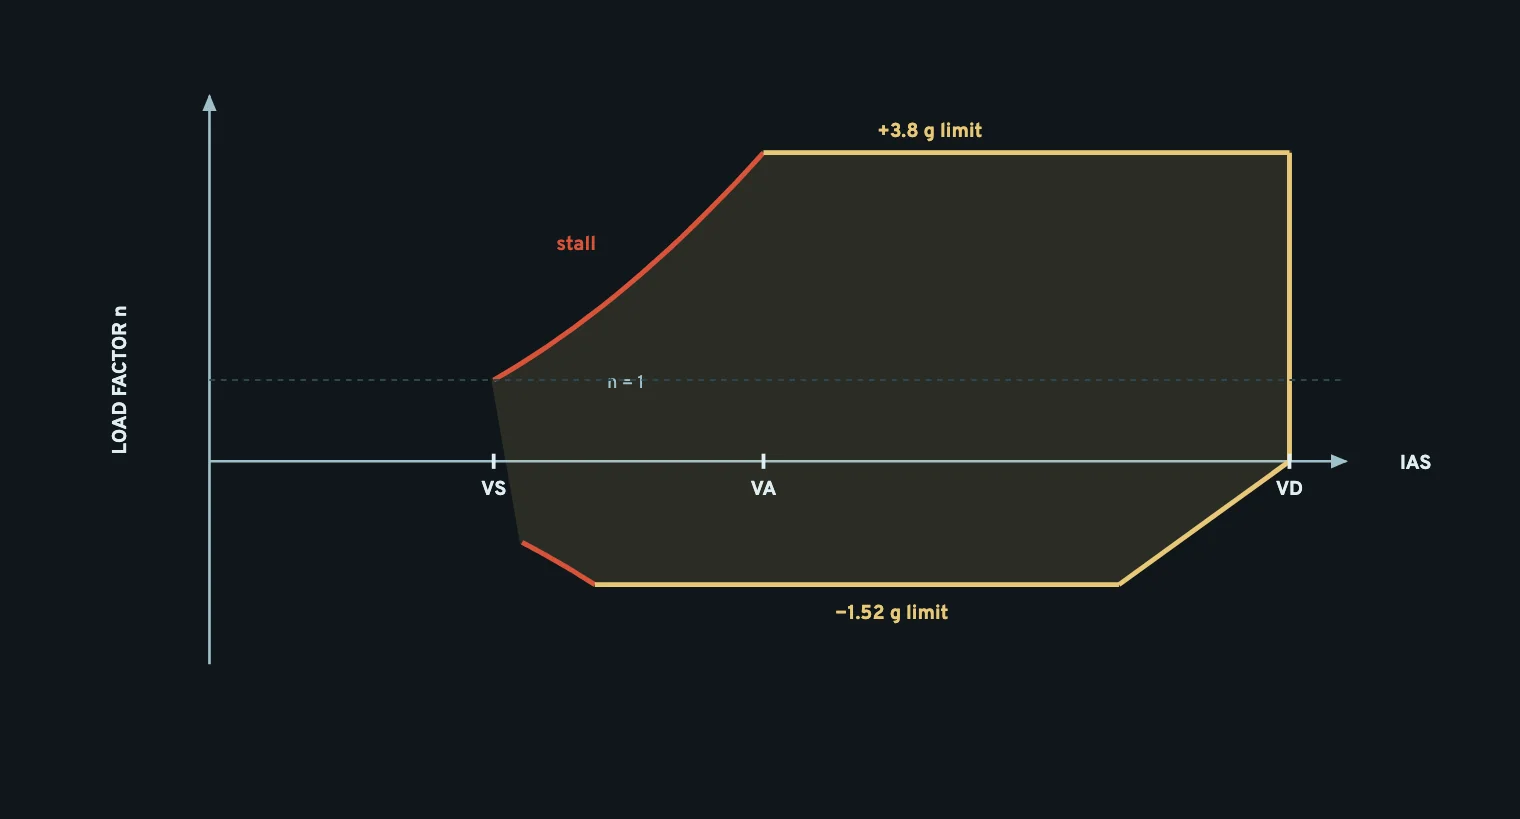 +3.8 g limit
stall
LOAD FACTOR n
n = 1
IAS
VS
VA
VD
−1.52 g limit